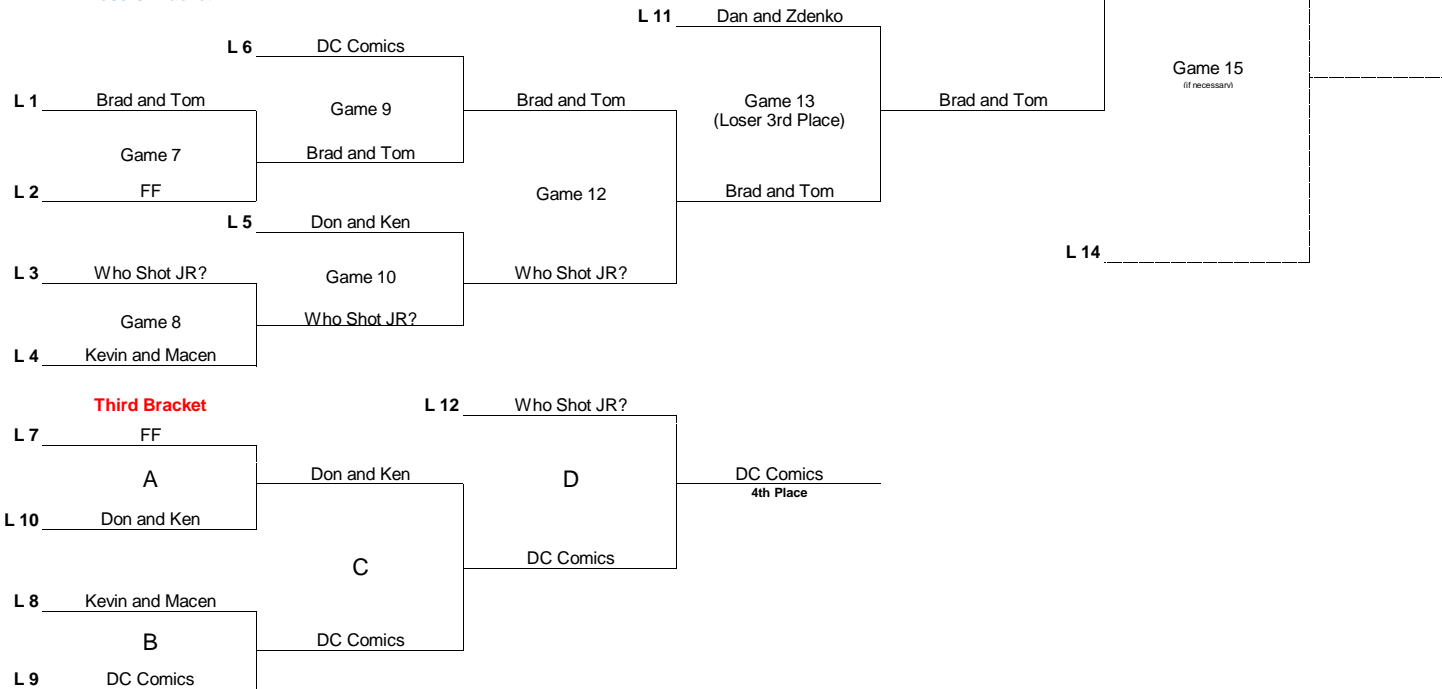 L 11 Dan and Zdenko
L 6 DC Comics
Game 15
(if necessary)
L 1 Brad and Tom
Game 9
Brad and Tom
Game 13
(Loser 3rd Place)
Brad and Tom
Game 7
Brad and Tom
L 2 FF
Game 12
Brad and Tom
L 5 Don and Ken
L 14
L 3 Who Shot JR?
Game 10
Who Shot JR?
Game 8
Who Shot JR?
L 4 Kevin and Macen
Third Bracket
L 12 Who Shot JR?
L 7 FF
A
Don and Ken
D
DC Comics
4th Place
L 10 Don and Ken
C
DC Comics
L 8 Kevin and Macen
B
DC Comics
L 9 DC Comics